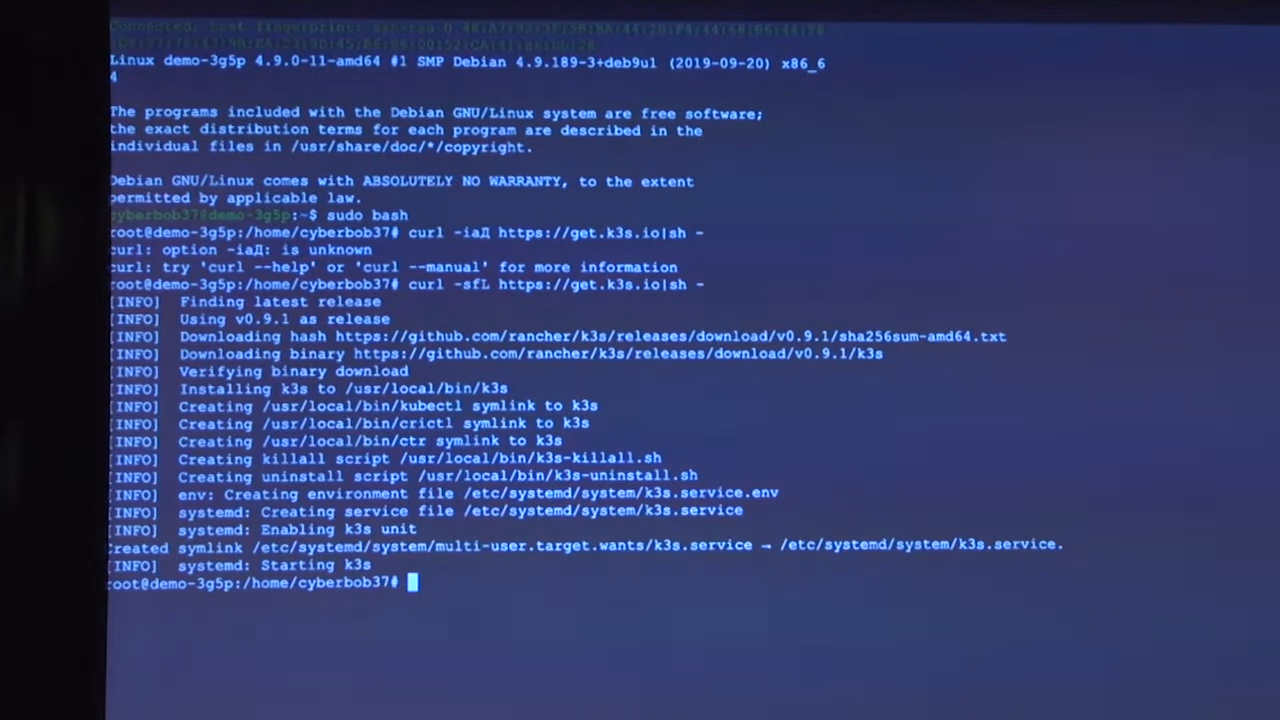 Connected, host fingerprint: ssh-rsa 0
Linux demo-3g5p 4.9.0-11-amd64 #1 SMP Debian 4.9.189-3+deb9u1 (2019-09-20) x86_6
4
The programs included with the Debian GNU/Linux system are free software;
the exact distribution terms for each program are described in the
individual files in /usr/share/doc/*/copyright.
Debian GNU/Linux comes with ABSOLUTELY NO WARRANTY, to the extent
permitted by applicable law.
cyberbob37@demo-3g5p:~$ sudo bash
root@demo-3g5p:/home/cyberbob37# curl -iaД https://get.k3s.io|sh -
curl: option -iaД: is unknown
curl: try 'curl --help' or 'curl --manual' for more information
root@demo-3g5p:/home/cyberbob37# curl -sfL https://get.k3s.io|sh -
[INFO]  Finding latest release
[INFO]  Using v0.9.1 as release
[INFO]  Downloading hash https://github.com/rancher/k3s/releases/download/v0.9.1/sha256sum-amd64.txt
[INFO]  Downloading binary https://github.com/rancher/k3s/releases/download/v0.9.1/k3s
[INFO]  Verifying binary download
[INFO]  Installing k3s to /usr/local/bin/k3s
[INFO]  Creating /usr/local/bin/kubectl symlink to k3s
[INFO]  Creating /usr/local/bin/crictl symlink to k3s
[INFO]  Creating /usr/local/bin/ctr symlink to k3s
[INFO]  Creating killall script /usr/local/bin/k3s-killall.sh
[INFO]  Creating uninstall script /usr/local/bin/k3s-uninstall.sh
[INFO]  env: Creating environment file /etc/systemd/system/k3s.service.env
[INFO]  systemd: Creating service file /etc/systemd/system/k3s.service
[INFO]  systemd: Enabling k3s unit
Created symlink /etc/systemd/system/multi-user.target.wants/k3s.service → /etc/systemd/system/k3s.service.
[INFO]  systemd: Starting k3s
root@demo-3g5p:/home/cyberbob37#